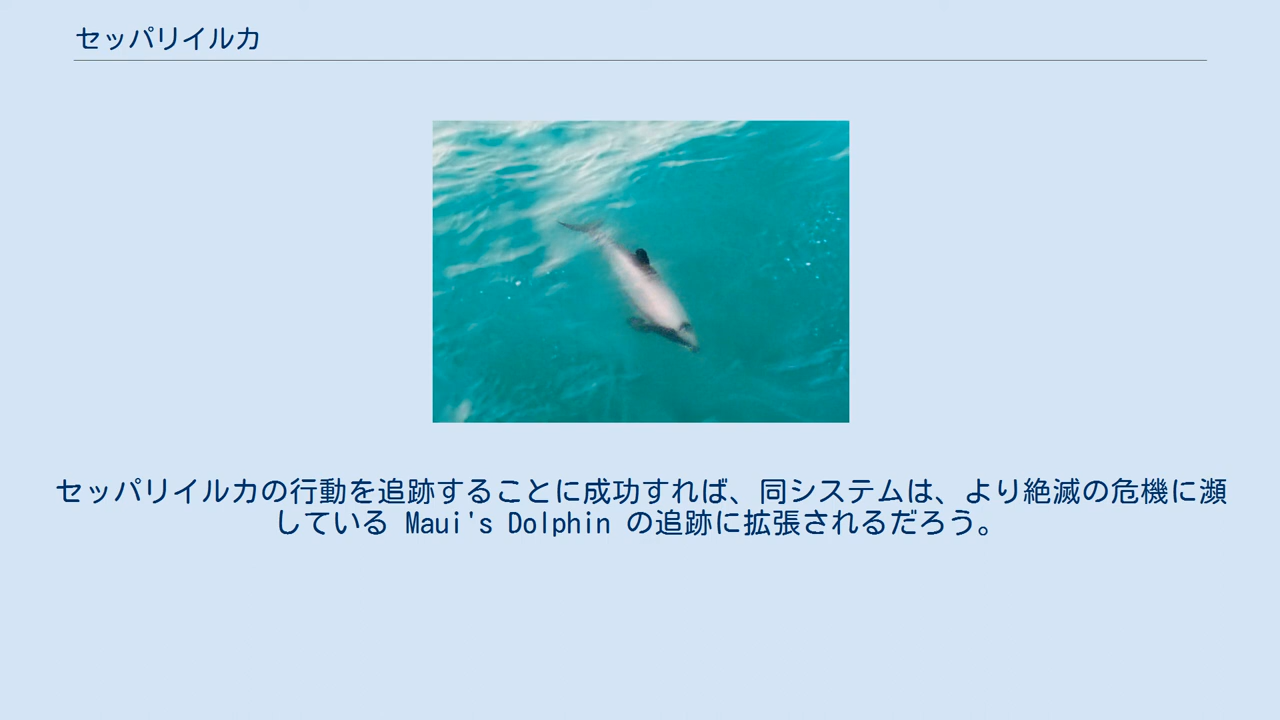 セッパリイルカ
セッパリイルカの行動を追跡することに成功すれば、同システムは、より絶滅の危機に瀕
している Maui's Dolphin の追跡に拡張されるだろう。